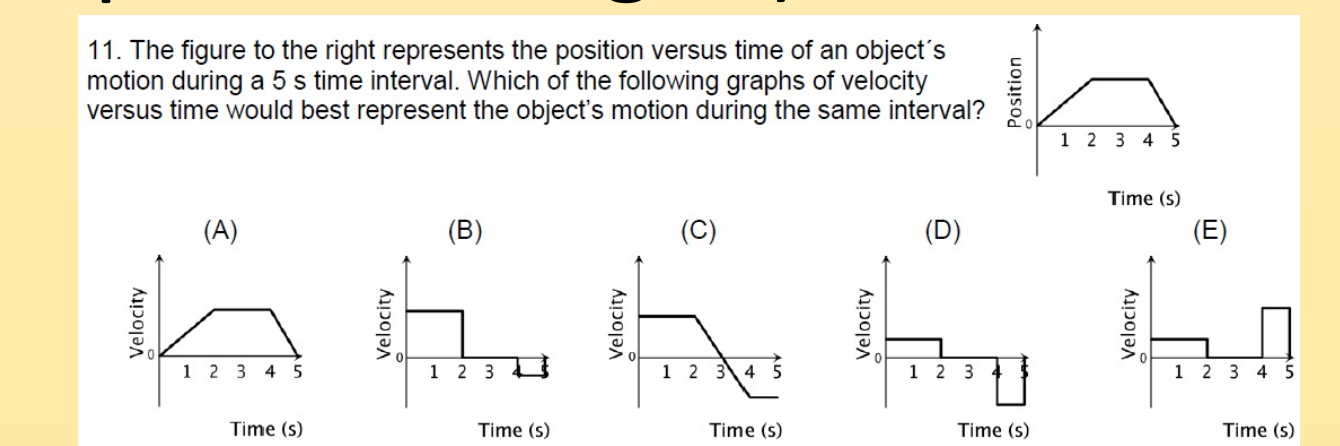 11. The figure to the right represents the position versus time of an object´s
motion during a 5 s time interval. Which of the following graphs of velocity
versus time would best represent the object's motion during the same interval?
Position
0
1 2 3 4 5
Time (s)
(A) (B) (C) (D) (E)
Velocity
0
1 2 3 4 5
Time (s)
Velocity
0
1 2 3 4 5
Time (s)
Velocity
0
1 2 3 4 5
Time (s)
Velocity
0
1 2 3 4 5
Time (s)
Velocity
0
1 2 3 4 5
Time (s)